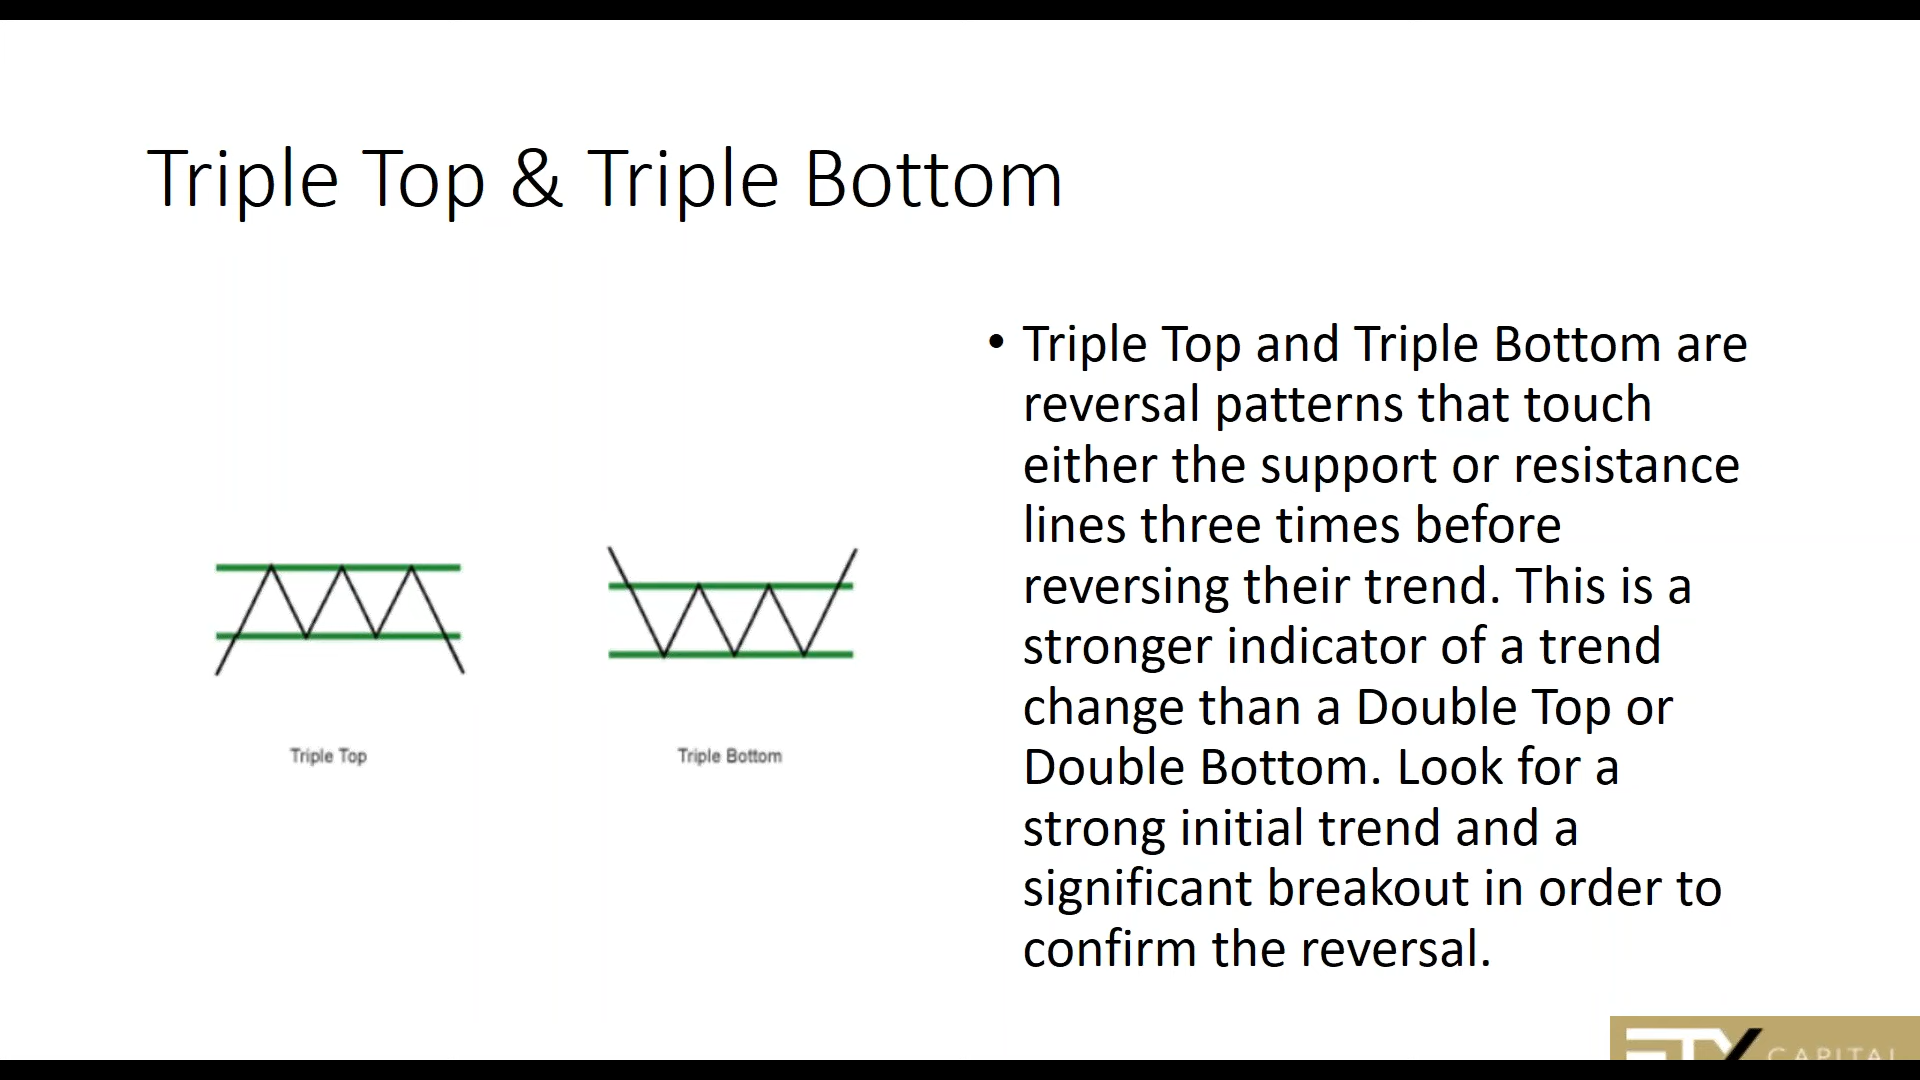 Triple Top & Triple Bottom
• Triple Top and Triple Bottom are
reversal patterns that touch
either the support or resistance
lines three times before
reversing their trend. This is a
stronger indicator of a trend
change than a Double Top or
Double Bottom. Look for a
strong initial trend and a
significant breakout in order to
confirm the reversal.
Triple Top
Triple Bottom
CAPITAL